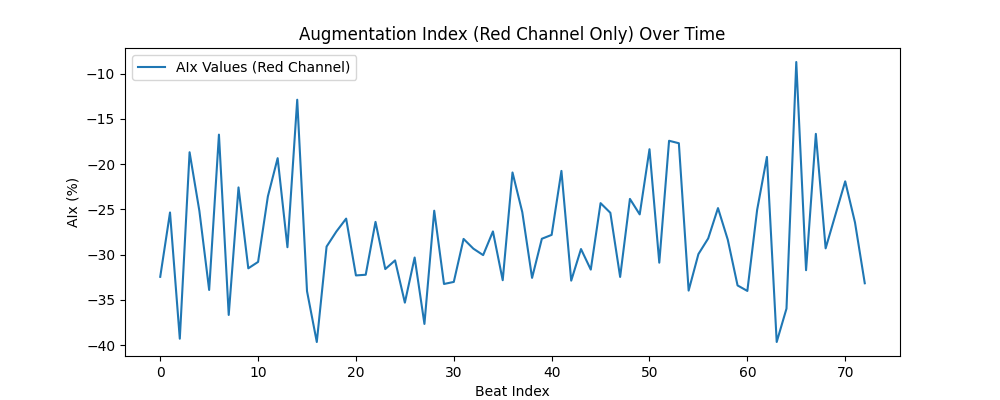 Augmentation Index (Red Channel Only) Over Time
AIx Values (Red Channel)
−10
−15
−20
−25
−30
−35
−40
AIx (%)
0 10 20 30 40 50 60 70
Beat Index